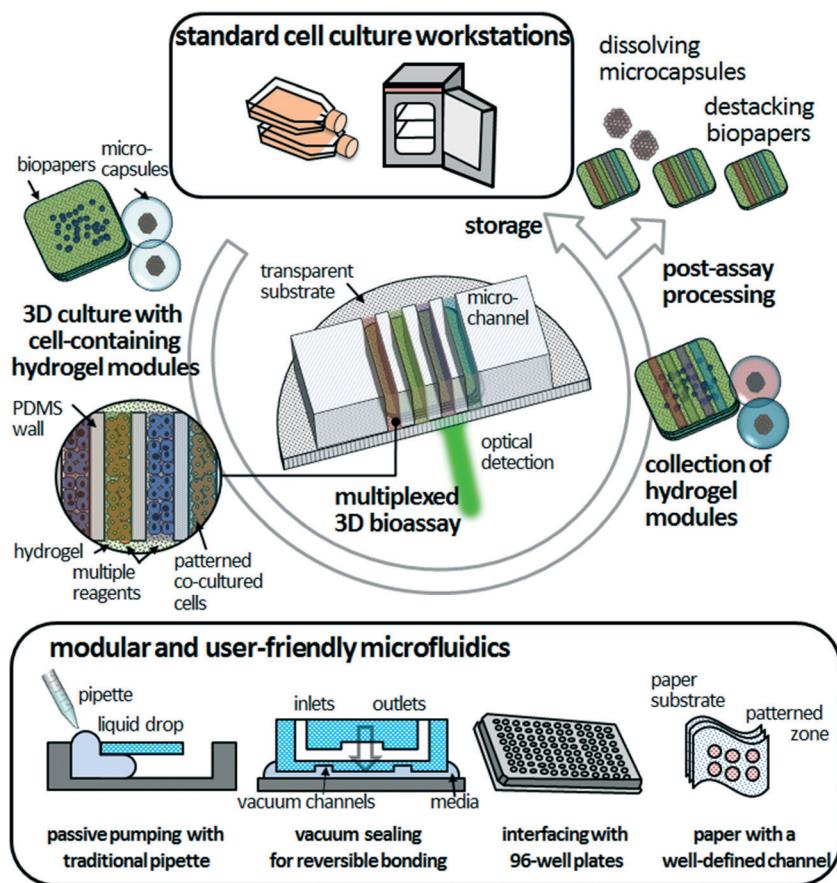 standard cell culture workstations
dissolving
microcapsules
destacking
biopapers
biopapers
micro-
capsules
storage
post-assay
processing
transparent
substrate
micro-
channel
3D culture with
cell-containing
hydrogel modules
PDMS
wall
optical
detection
multiplexed
3D bioassay
collection of
hydrogel
modules
hydrogel
multiple
reagents
patterned
co-cultured
cells
modular and user-friendly microfluidics
pipette
liquid drop
inlets
outlets
vacuum channels
media
paper
substrate
patterned
zone
passive pumping with
traditional pipette
vacuum sealing
for reversible bonding
interfacing with
96-well plates
paper with a
well-defined channel